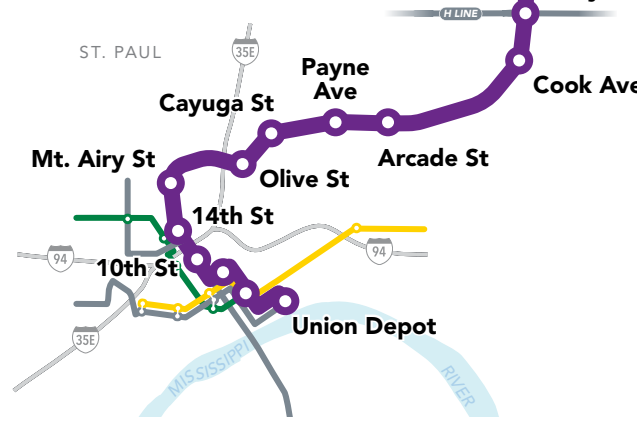 H LINE
ST. PAUL
35E
Payne
Ave
Cook Ave
Cayuga St
Arcade St
Mt. Airy St
Olive St
14th St
94
94
10th St
Union Depot
35E
MISSISSIPPI
RIVER